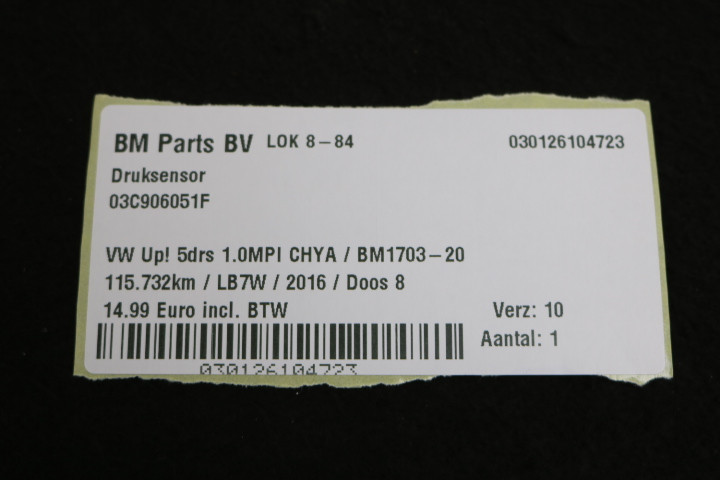 BM Parts BV LOK 8-84 030126104723
Druksensor
03C906051F
VW Up! 5drs 1.0MPI CHYA / BM1703-20
115.732km / LB7W / 2016 / Doos 8
14.99 Euro incl. BTW Verz: 10
Aantal: 1
030126104723